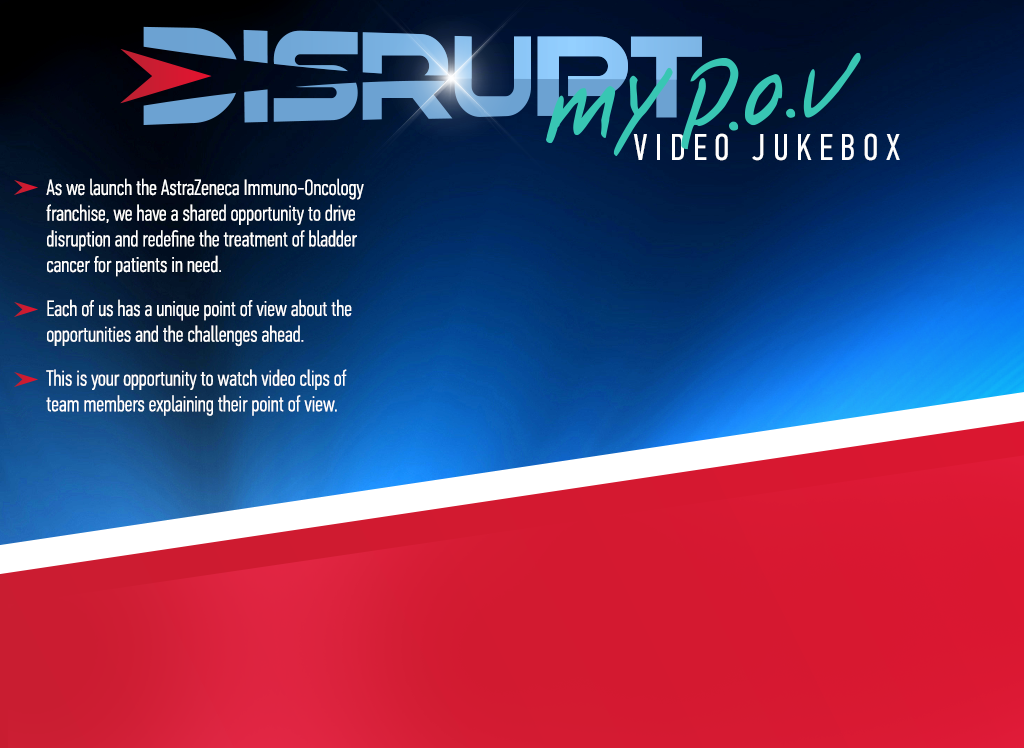 DISRUPT
my p.o.v
VIDEO JUKEBOX
As we launch the AstraZeneca Immuno-Oncology
franchise, we have a shared opportunity to drive
disruption and redefine the treatment of bladder
cancer for patients in need.
Each of us has a unique point of view about the
opportunities and the challenges ahead.
This is your opportunity to watch video clips of
team members explaining their point of view.